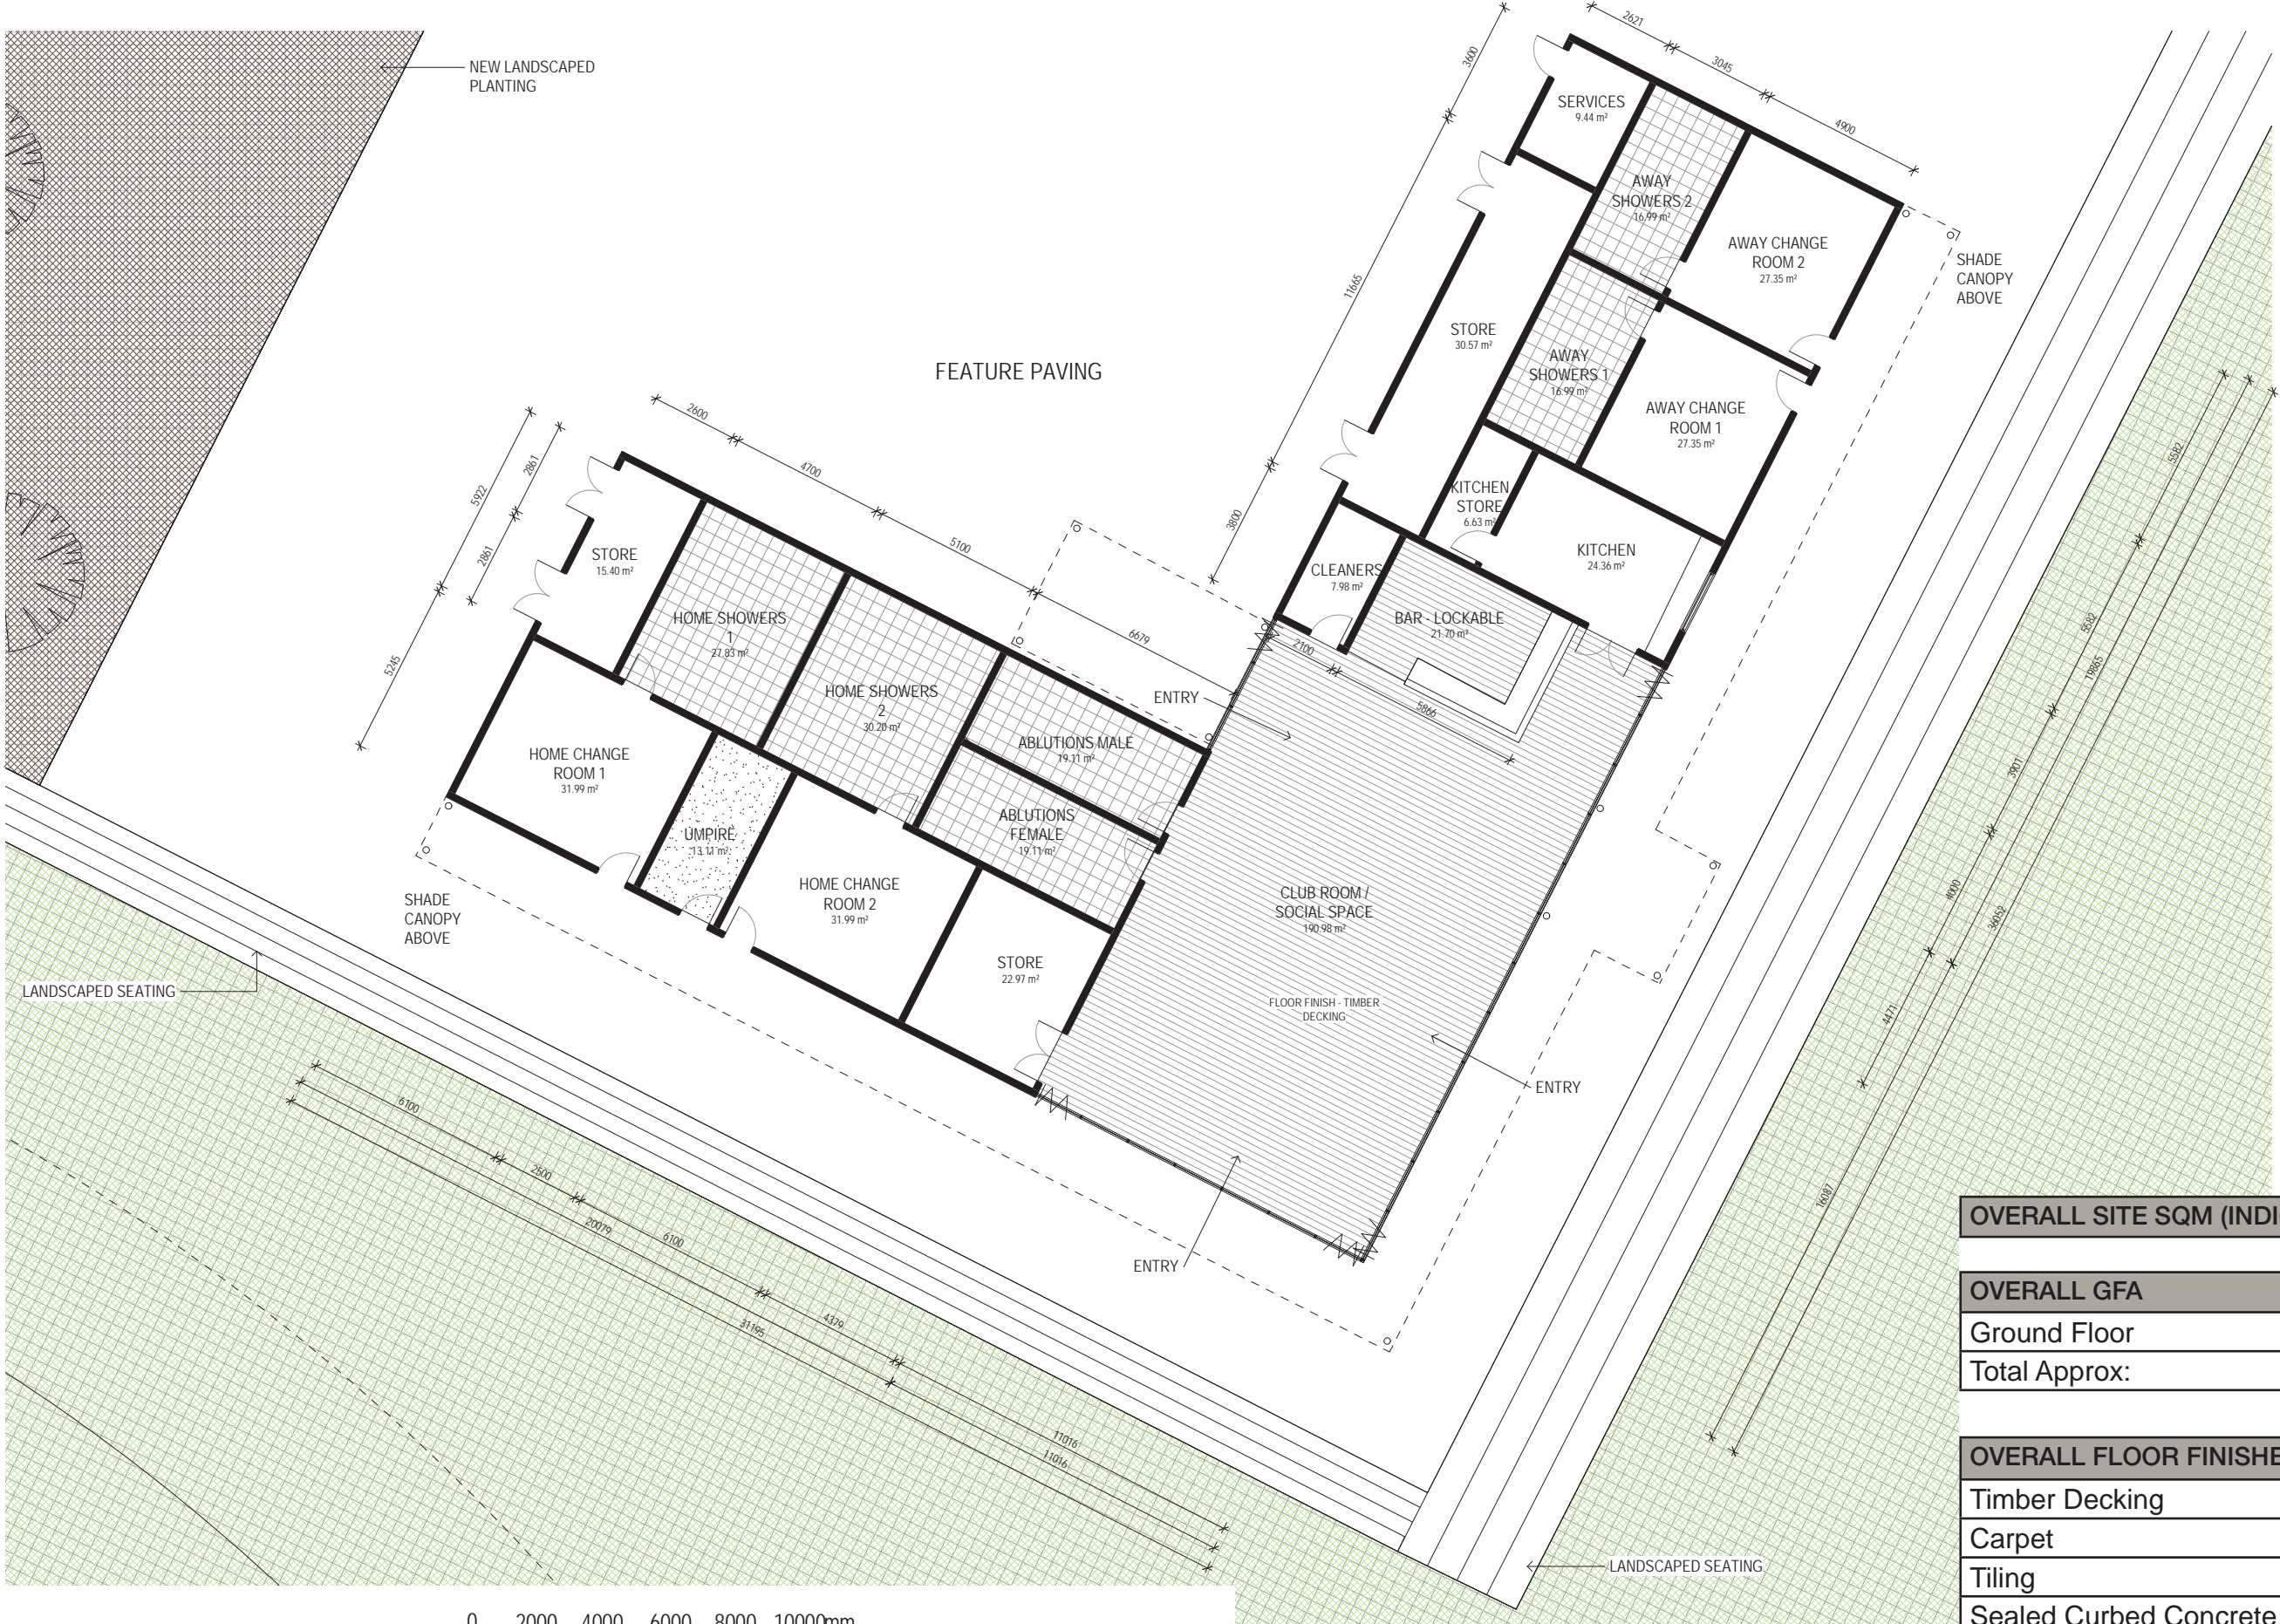 NEW LANDSCAPED
PLANTING
FEATURE PAVING
2621
3045
4900
3600
11665
3800
SERVICES
9.44 m²
AWAY
SHOWERS 2
16.99 m²
AWAY CHANGE
ROOM 2
27.35 m²
SHADE
CANOPY
ABOVE
STORE
30.57 m²
AWAY
SHOWERS 1
16.99 m²
AWAY CHANGE
ROOM 1
27.35 m²
KITCHEN
STORE
6.63 m²
KITCHEN
24.36 m²
CLEANERS
7.98 m²
BAR - LOCKABLE
21.70 m²
2100
5866
2600
4700
5100
6679
2861
5922
2861
5245
STORE
15.40 m²
HOME SHOWERS
1
27.83 m²
HOME SHOWERS
2
30.20 m²
ENTRY
ABLUTIONS MALE
19.11 m²
ABLUTIONS
FEMALE
19.11 m²
HOME CHANGE
ROOM 1
31.99 m²
UMPIRE
13.11 m²
HOME CHANGE
ROOM 2
31.99 m²
STORE
22.97 m²
CLUB ROOM /
SOCIAL SPACE
190.98 m²
FLOOR FINISH - TIMBER
DECKING
ENTRY
ENTRY
SHADE
CANOPY
ABOVE
LANDSCAPED SEATING
5582
5582
19865
3901
4000
36052
4471
16087
6100
2500
20079
6100
31195
4379
11016
11016
LANDSCAPED SEATING
OVERALL SITE SQM (INDI
OVERALL GFA
Ground Floor
Total Approx:
OVERALL FLOOR FINISHE
Timber Decking
Carpet
Tiling
Sealed Curbed Concrete
0 2000 4000 6000 8000 10000mm